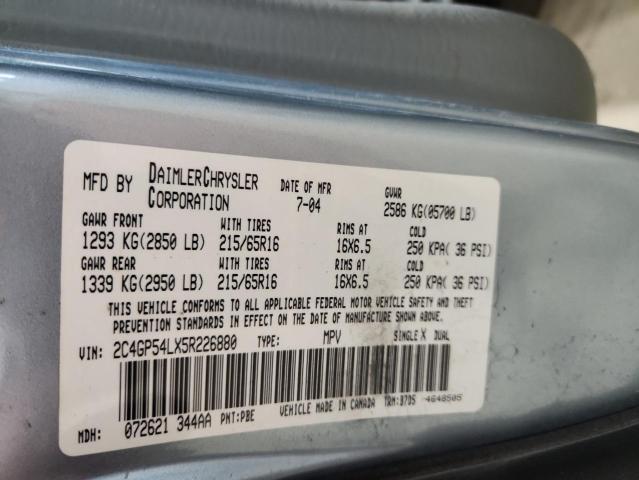 MFD BY DAIMLERCHRYSLER CORPORATION DATE OF MFR 7-04 GVWR 2586 KG(05700 LB)
GAWR FRONT WITH TIRES RIMS AT COLD
1293 KG(2850 LB) 215/65R16 16X6.5 250 KPA( 36 PSI)
GAWR REAR WITH TIRES RIMS AT COLD
1339 KG(2950 LB) 215/65R16 16X6.5 250 KPA( 36 PSI)
THIS VEHICLE CONFORMS TO ALL APPLICABLE FEDERAL MOTOR VEHICLE SAFETY AND THEFT
PREVENTION STANDARDS IN EFFECT ON THE DATE OF MANUFACTURE SHOWN ABOVE.
VIN: 2C4GP54LX5R226880 TYPE: MPV SINGLE X DUAL
MDH: 072621 344AA PNT:PBE VEHICLE MADE IN CANADA TRM:B7D5 4648505